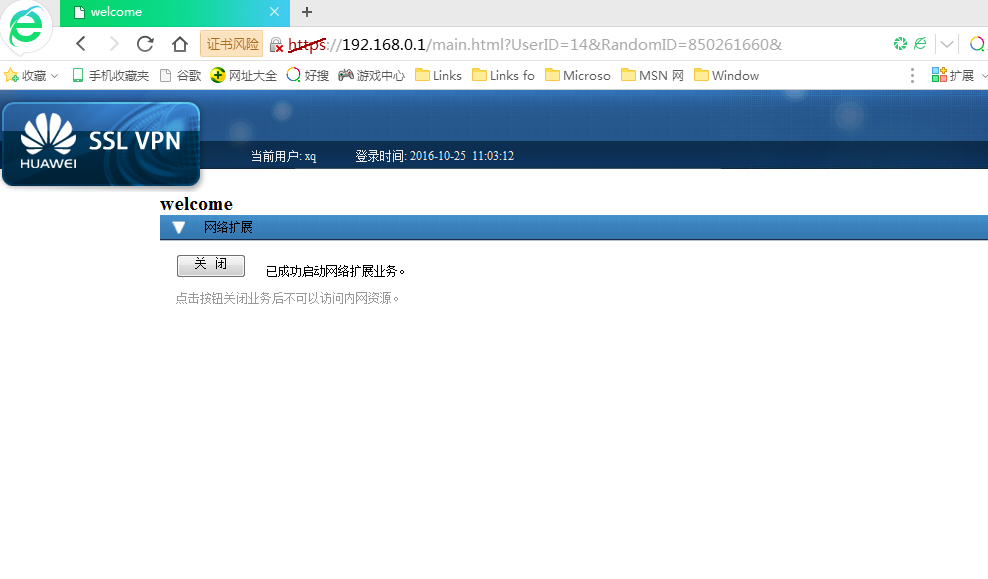 welcome
证书风险 https://192.168.0.1/main.html?UserID=14&RandomID=850261660&
收藏 手机收藏夹 谷歌 网址大全 好搜 游戏中心 Links Links fo Microso MSN 网 Window 扩展
HUAWEI SSL VPN
当前用户: xq 登录时间: 2016-10-25 11:03:12
welcome
网络扩展
关 闭 已成功启动网络扩展业务。
点击按钮关闭业务后不可以访问内网资源。